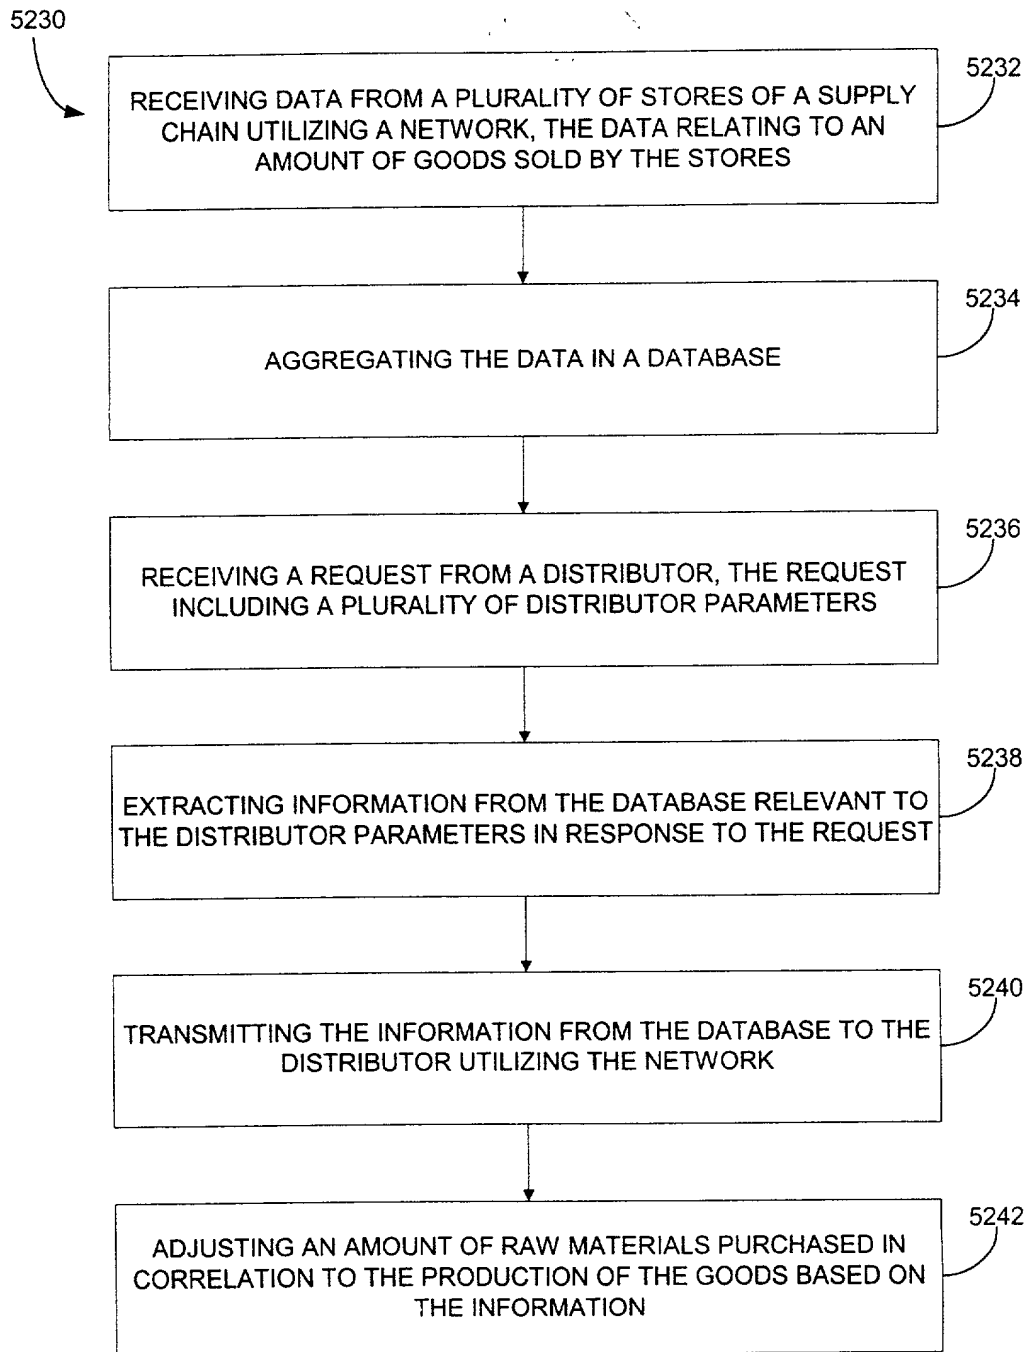 5230
5232
RECEIVING DATA FROM A PLURALITY OF STORES OF A SUPPLY
CHAIN UTILIZING A NETWORK, THE DATA RELATING TO AN
AMOUNT OF GOODS SOLD BY THE STORES
5234
AGGREGATING THE DATA IN A DATABASE
5236
RECEIVING A REQUEST FROM A DISTRIBUTOR, THE REQUEST
INCLUDING A PLURALITY OF DISTRIBUTOR PARAMETERS
5238
EXTRACTING INFORMATION FROM THE DATABASE RELEVANT TO
THE DISTRIBUTOR PARAMETERS IN RESPONSE TO THE REQUEST
5240
TRANSMITTING THE INFORMATION FROM THE DATABASE TO THE
DISTRIBUTOR UTILIZING THE NETWORK
5242
ADJUSTING AN AMOUNT OF RAW MATERIALS PURCHASED IN
CORRELATION TO THE PRODUCTION OF THE GOODS BASED ON
THE INFORMATION